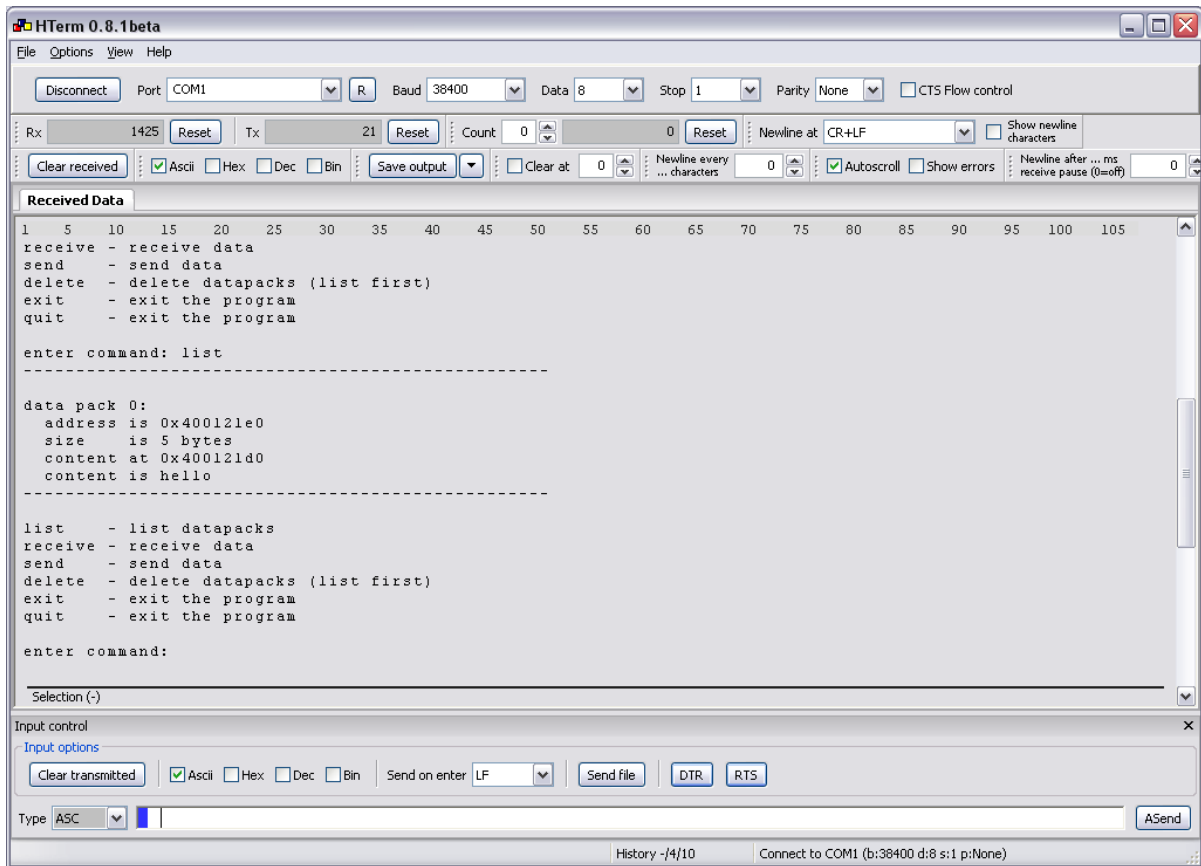 HTerm 0.8.1beta
File Options View Help
Disconnect Port COM1 R Baud 38400 Data 8 Stop 1 Parity None CTS Flow control
Rx 1425 Reset Tx 21 Reset Count 0 0 Reset Newline at CR+LF Show newline characters
Clear received Ascii Hex Dec Bin Save output Clear at 0 Newline every ... characters 0 Autoscroll Show errors Newline after ... ms receive pause (0=off) 0
Received Data
1 5 10 15 20 25 30 35 40 45 50 55 60 65 70 75 80 85 90 95 100 105
receive - receive data
send - send data
delete - delete datapacks (list first)
exit - exit the program
quit - exit the program
enter command: list
--------------------------------------------------
data pack 0:
address is 0x400121e0
size is 5 bytes
content at 0x400121d0
content is hello
--------------------------------------------------
list - list datapacks
receive - receive data
send - send data
delete - delete datapacks (list first)
exit - exit the program
quit - exit the program
enter command:
Selection (-)
Input control
Input options
Clear transmitted Ascii Hex Dec Bin Send on enter LF Send file DTR RTS
Type ASC ASend
History -/4/10 Connect to COM1 (b:38400 d:8 s:1 p:None)